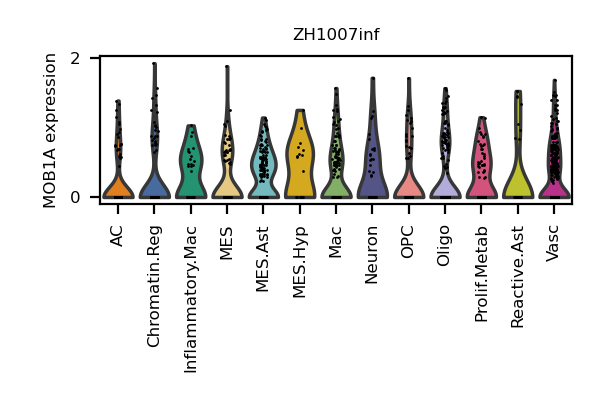 ZH1007inf
MOB1A expression
2
0
AC
Chromatin.Reg
Inflammatory.Mac
MES
MES.Ast
MES.Hyp
Mac
Neuron
OPC
Oligo
Prolif.Metab
Reactive.Ast
Vasc